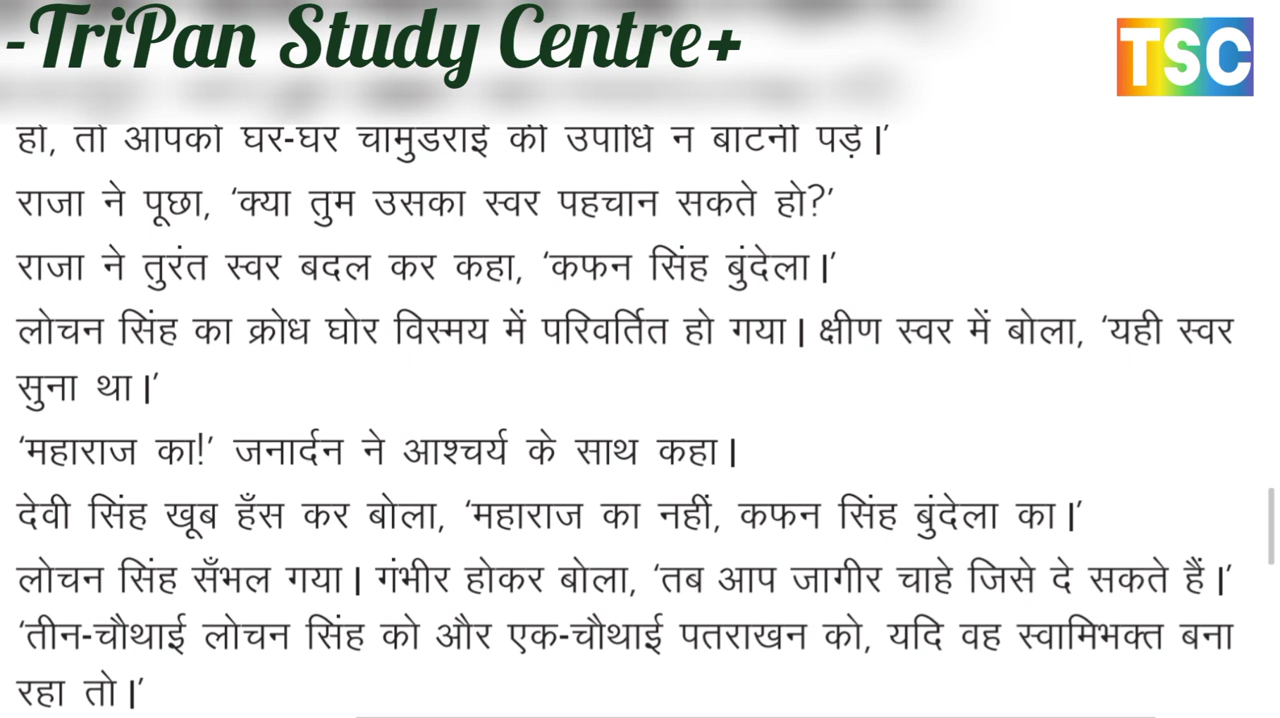 -TriPan Study Centre+
TSC
हो, तो आपको घर-घर चामुंडराई की उपाधि न बाँटनी पड़े।’
राजा ने पूछा, ‘क्या तुम उसका स्वर पहचान सकते हो?’
राजा ने तुरंत स्वर बदल कर कहा, ‘कफन सिंह बुंदेला।’
लोचन सिंह का क्रोध घोर विस्मय में परिवर्तित हो गया। क्षीण स्वर में बोला, ‘यही स्वर
सुना था।’
‘महाराज का!’ जनार्दन ने आश्चर्य के साथ कहा।
देवी सिंह खूब हँस कर बोला, ‘महाराज का नहीं, कफन सिंह बुंदेला का।’
लोचन सिंह सँभल गया। गंभीर होकर बोला, ‘तब आप जागीर चाहे जिसे दे सकते हैं।’
‘तीन-चौथाई लोचन सिंह को और एक-चौथाई पतराखन को, यदि वह स्वामिभक्त बना
रहा तो।’